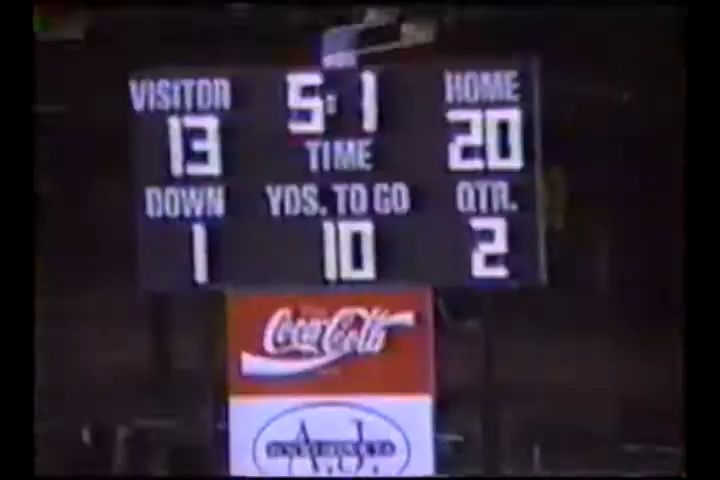 VISITOR 5:1 HOME
13 TIME 20
DOWN YDS. TO GO QTR.
1 10 2
Coca-Cola
A.J.